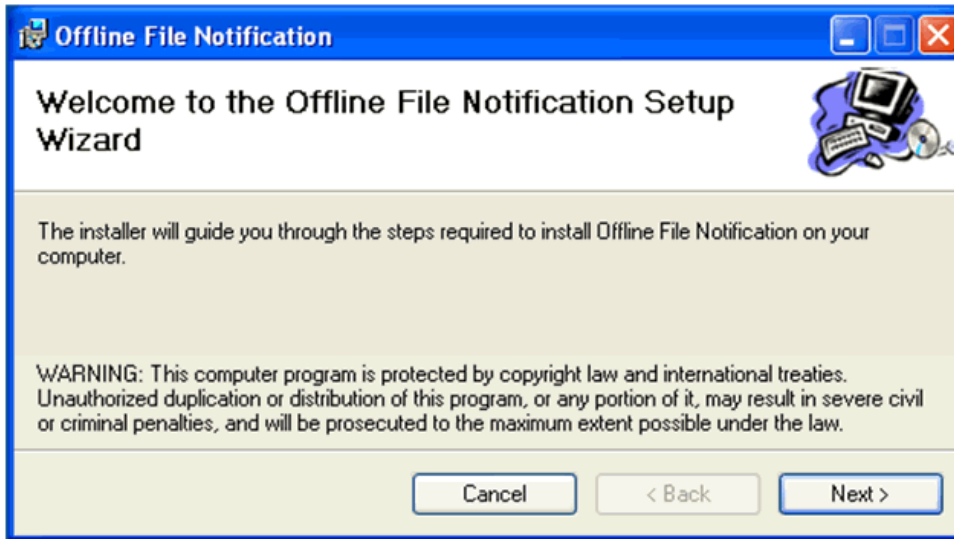 Offline File Notification
Welcome to the Offline File Notification Setup
Wizard
The installer will guide you through the steps required to install Offline File Notification on your
computer.
WARNING: This computer program is protected by copyright law and international treaties.
Unauthorized duplication or distribution of this program, or any portion of it, may result in severe civil
or criminal penalties, and will be prosecuted to the maximum extent possible under the law.
Cancel
< Back
Next >